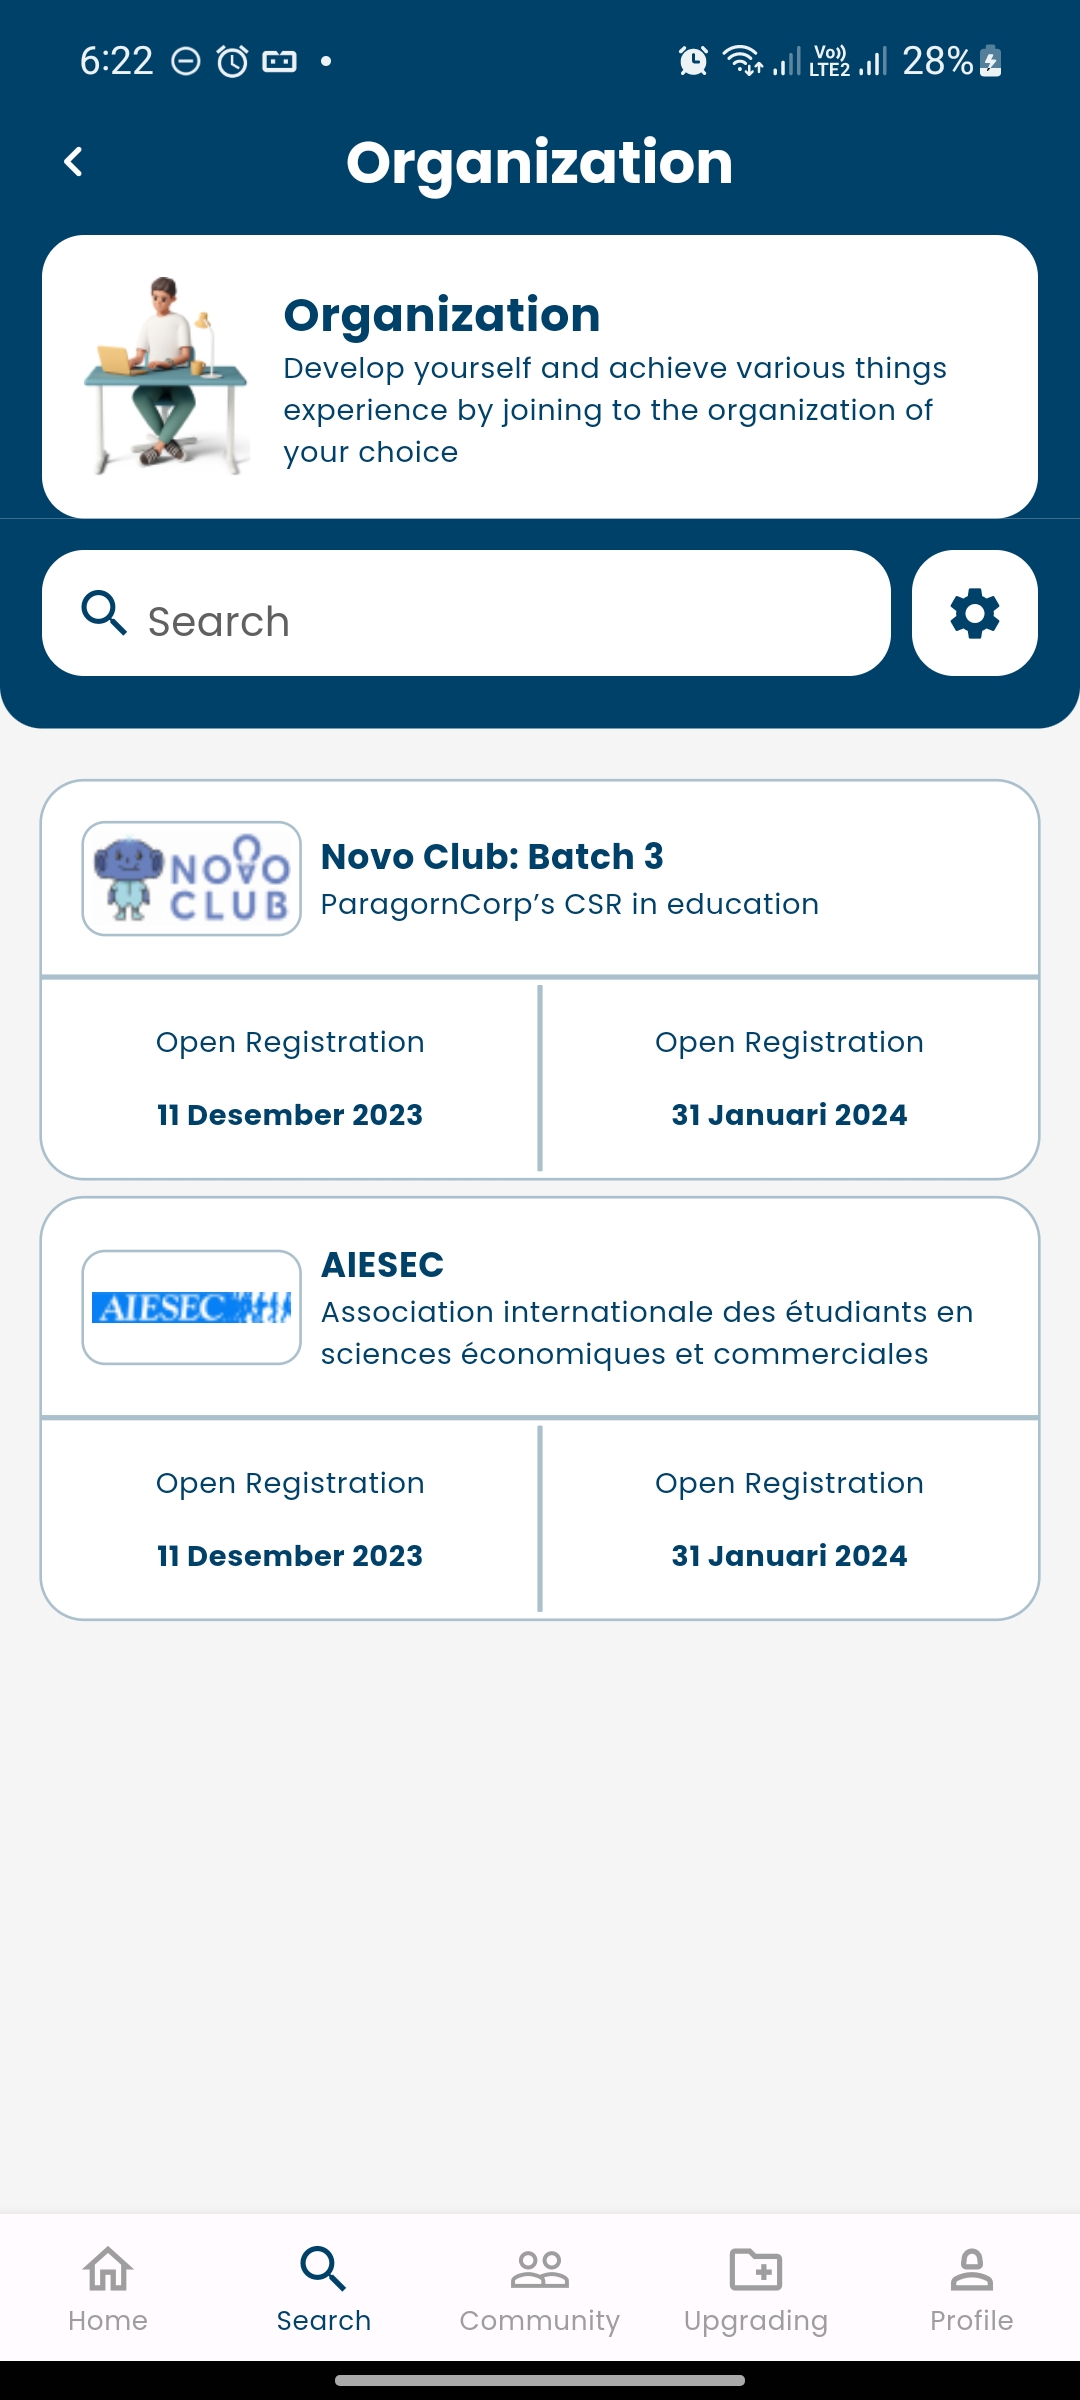 6:22
Vo))
LTE2
28%
Organization
Organization
Develop yourself and achieve various things
experience by joining to the organization of
your choice
Search
NOVO
CLUB
Novo Club: Batch 3
ParagornCorp’s CSR in education
Open Registration
Open Registration
11 Desember 2023
31 Januari 2024
AIESEC
AIESEC
Association internationale des étudiants en
sciences économiques et commerciales
Open Registration
Open Registration
11 Desember 2023
31 Januari 2024
Home
Search
Community
Upgrading
Profile